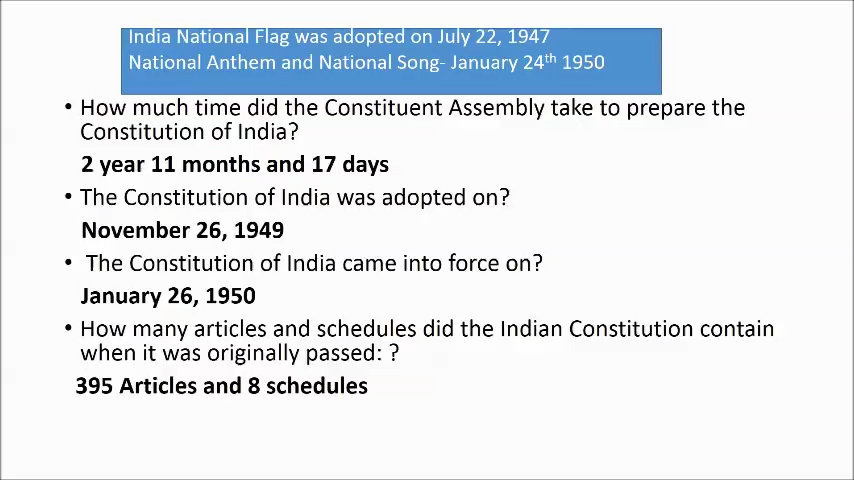 India National Flag was adopted on July 22, 1947
National Anthem and National Song- January 24th 1950
• How much time did the Constituent Assembly take to prepare the
Constitution of India?
2 year 11 months and 17 days
• The Constitution of India was adopted on?
November 26, 1949
• The Constitution of India came into force on?
January 26, 1950
• How many articles and schedules did the Indian Constitution contain
when it was originally passed: ?
395 Articles and 8 schedules